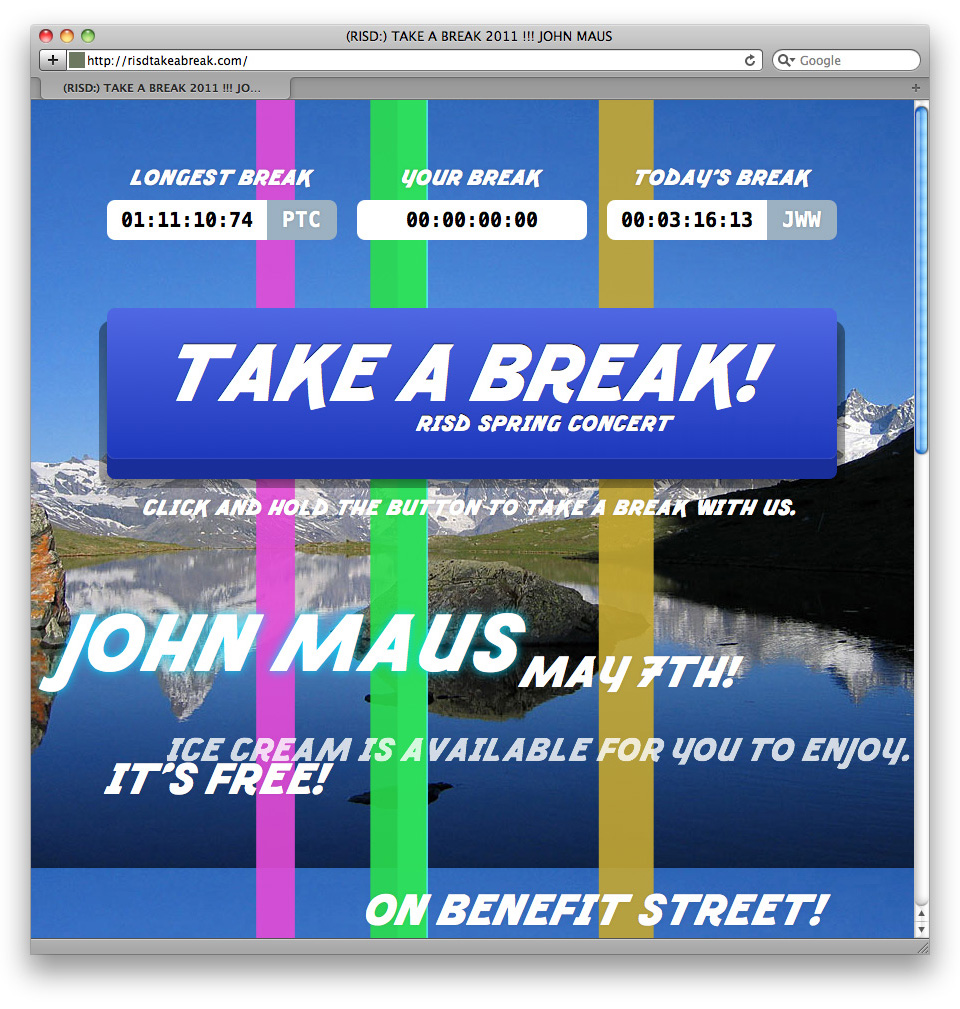 (RISD:) TAKE A BREAK 2011 !!! JOHN MAUS
http://risdtakeabreak.com/
Google
(RISD:) TAKE A BREAK 2011 !!! JO...
LONGEST BREAK
YOUR BREAK
TODAY'S BREAK
01:11:10:74 PTC
00:00:00:00
00:03:16:13 JWW
TAKE A BREAK!
RISD SPRING CONCERT
CLICK AND HOLD THE BUTTON TO TAKE A BREAK WITH US.
JOHN MAUS
MAY 7TH!
ICE CREAM IS AVAILABLE FOR YOU TO ENJOY.
IT'S FREE!
ON BENEFIT STREET!